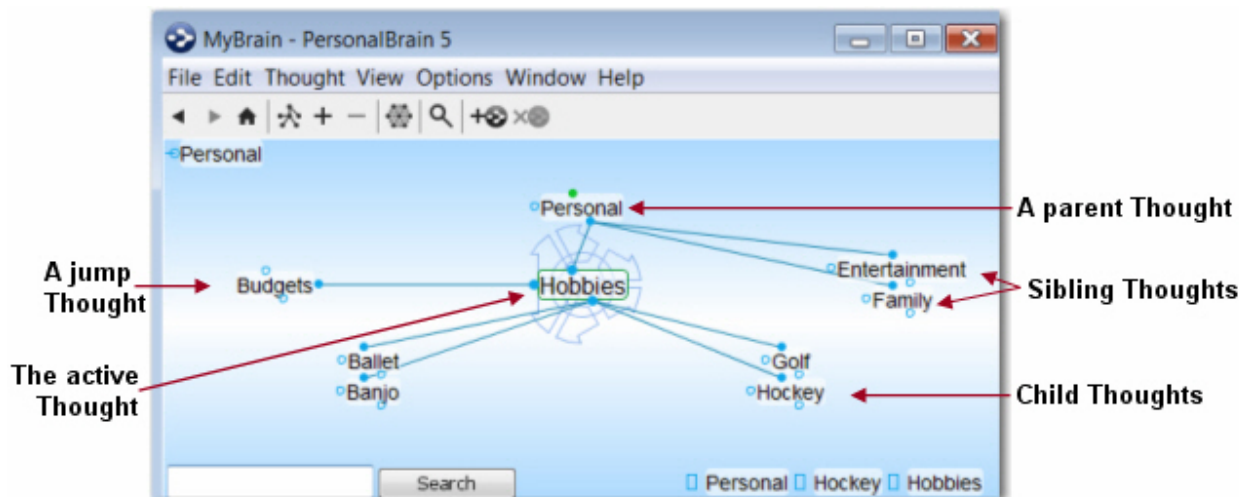 MyBrain - PersonalBrain 5
File Edit Thought View Options Window Help
Personal
Personal
A parent Thought
A jump
Thought
Budgets
Hobbies
Entertainment
Family
Sibling Thoughts
The active
Thought
Ballet
Banjo
Golf
Hockey
Child Thoughts
Search
Personal Hockey Hobbies